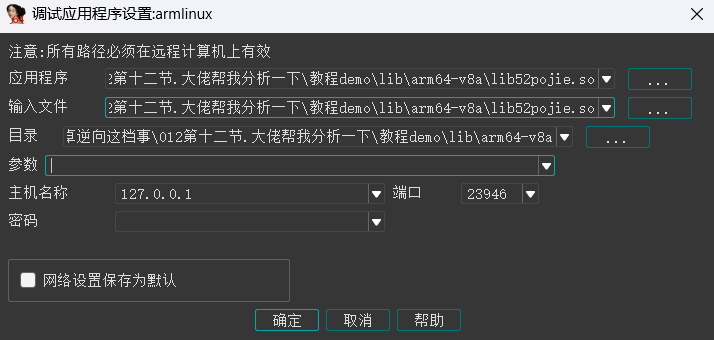 调试应用程序设置:armlinux
注意:所有路径必须在远程计算机上有效
应用程序 2第十二节.大佬帮我分析一下\教程demo\lib\arm64-v8a\lib52pojie.so ...
输入文件 2第十二节.大佬帮我分析一下\教程demo\lib\arm64-v8a\lib52pojie.so ...
目录 逆向这档事\012第十二节.大佬帮我分析一下\教程demo\lib\arm64-v8a ...
参数
主机名称 127.0.0.1 端口 23946
密码
网络设置保存为默认
确定 取消 帮助